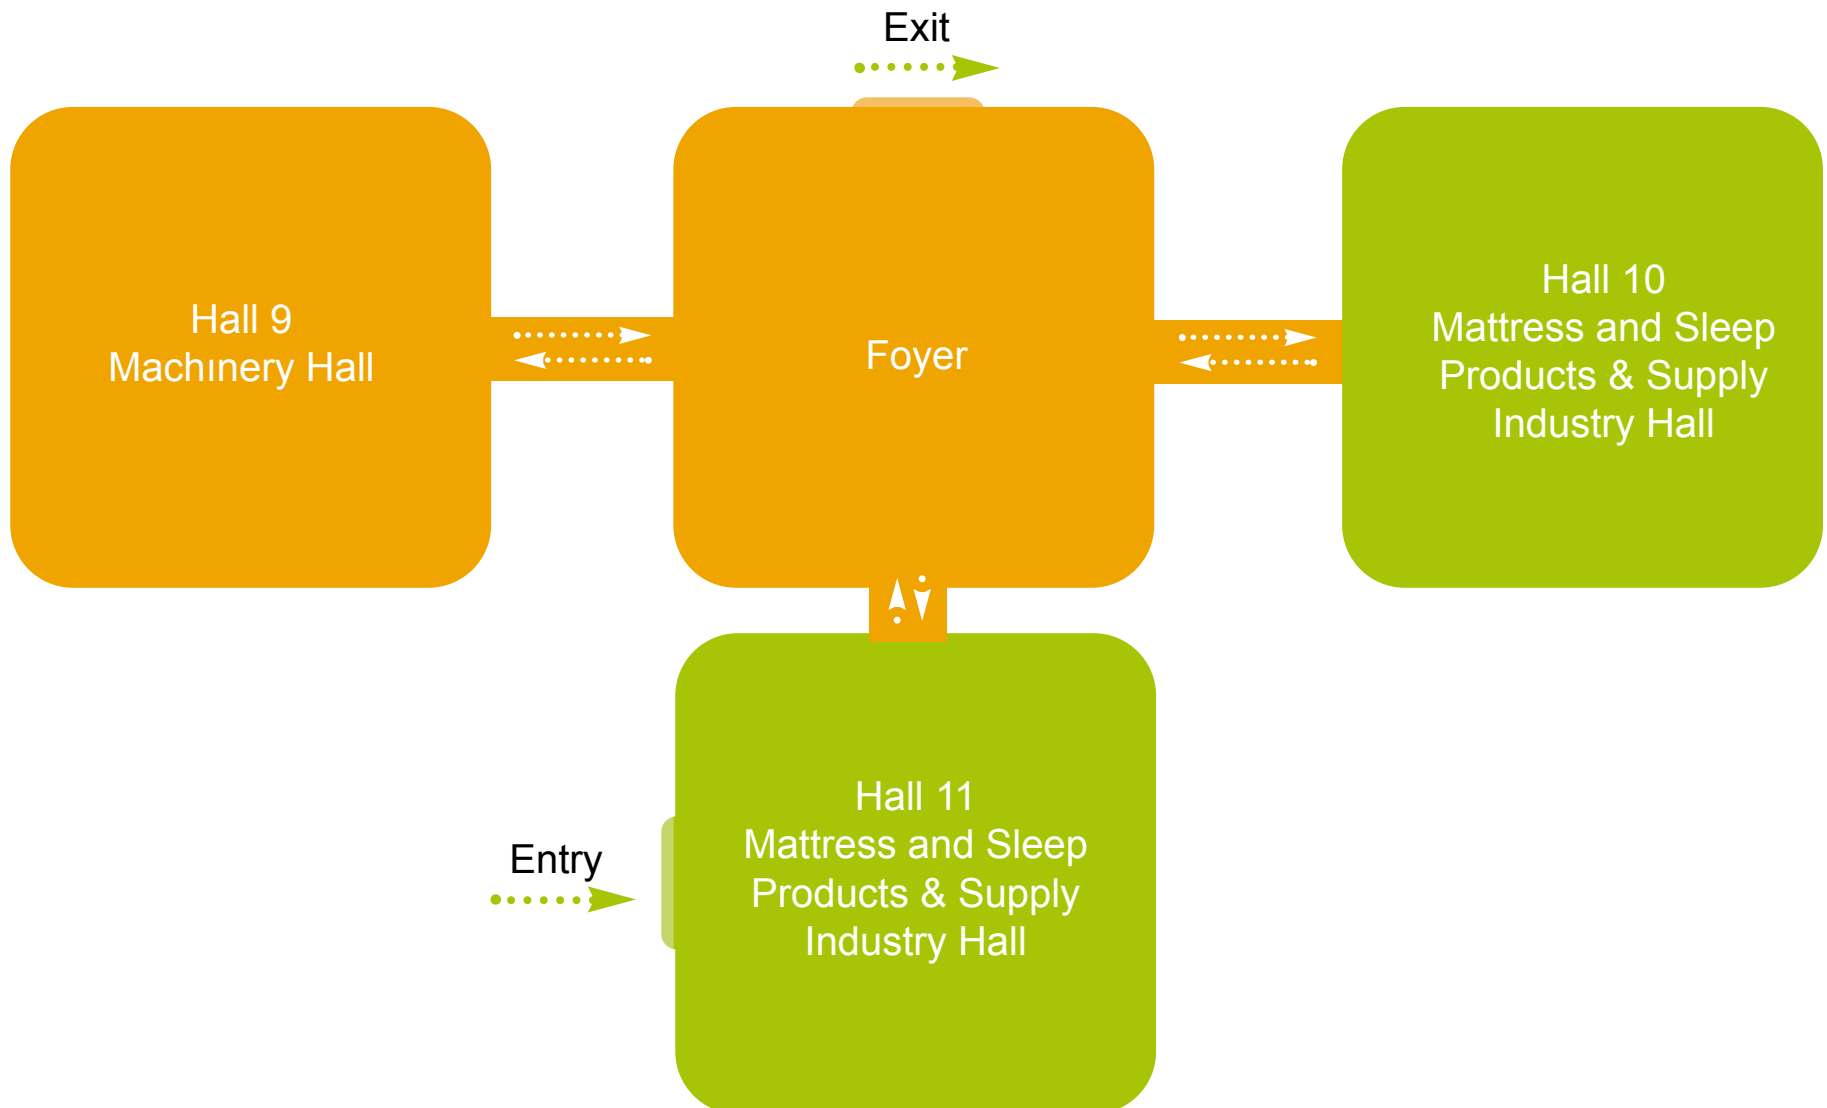 Exit
Hall 9
Machınery Hall
Foyer
Hall 10
Mattress and Sleep
Products & Supply
Industry Hall
Entry
Hall 11
Mattress and Sleep
Products & Supply
Industry Hall